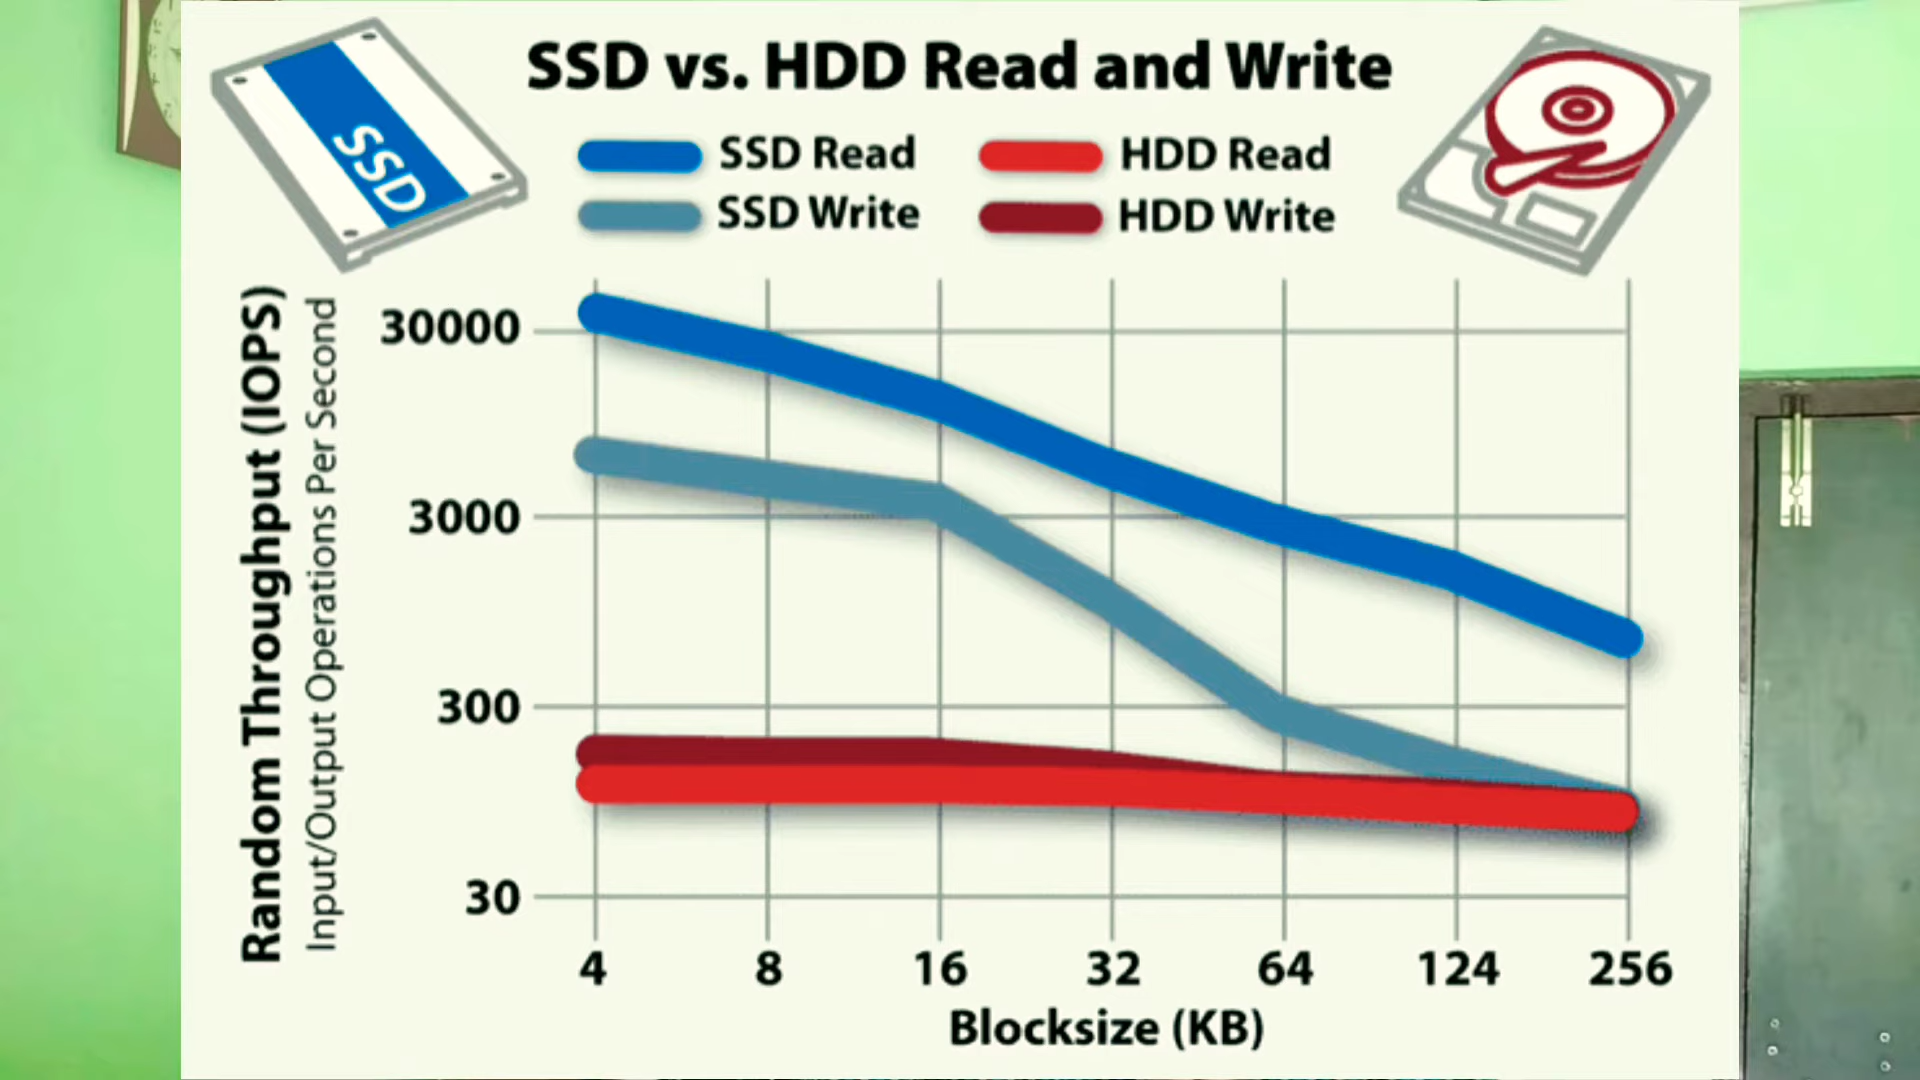 SSD vs. HDD Read and Write
SSD
SSD Read
HDD Read
SSD Write
HDD Write
Random Throughput (IOPS)
Input/Output Operations Per Second
30000
3000
300
30
4 8 16 32 64 124 256
Blocksize (KB)